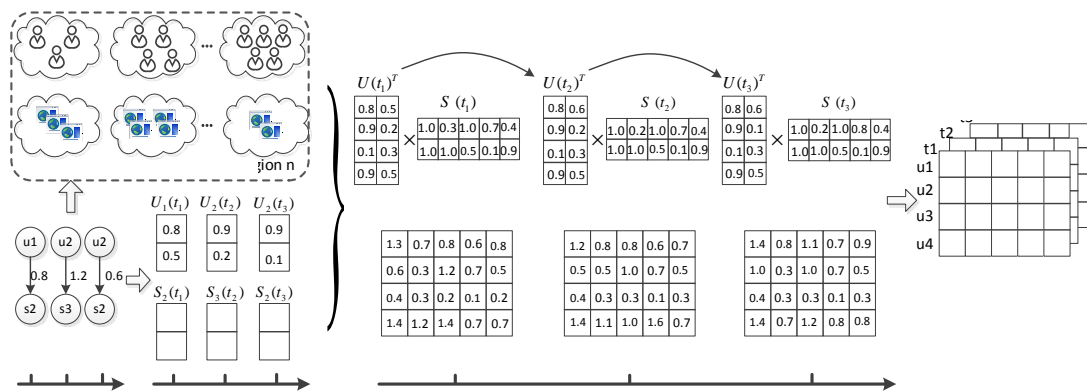 ... ...
... ...
gion n
u1 u2 u2
0.8 1.2 0.6
s2 s3 s2
U₁(t₁) U₂(t₂) U₂(t₃)
0.8 0.9 0.9
0.5 0.2 0.1
S₂(t₁) S₃(t₂) S₂(t₃)
U(t₁)ᵀ
0.8 0.5
0.9 0.2
0.1 0.3
0.9 0.5
×
S (t₁)
1.0 0.3 1.0 0.7 0.4
1.0 1.0 0.5 0.1 0.9
U(t₂)ᵀ
0.8 0.6
0.9 0.2
0.1 0.3
0.9 0.5
×
S (t₂)
1.0 0.2 1.0 0.7 0.4
1.0 1.0 0.5 0.1 0.9
U(t₃)ᵀ
0.8 0.6
0.9 0.1
0.1 0.3
0.9 0.5
×
S (t₃)
1.0 0.2 1.0 0.8 0.4
1.0 1.0 0.5 0.1 0.9
1.3 0.7 0.8 0.6 0.8
0.6 0.3 1.2 0.7 0.5
0.4 0.3 0.2 0.1 0.2
1.4 1.2 1.4 0.7 0.7
1.2 0.8 0.8 0.6 0.7
0.5 0.5 1.0 0.7 0.5
0.4 0.3 0.3 0.1 0.3
1.4 1.1 1.0 1.6 0.7
1.4 0.8 1.1 0.7 0.9
1.0 0.3 1.0 0.7 0.5
0.4 0.3 0.3 0.1 0.3
1.4 0.7 1.2 0.8 0.8
t2
t1
u1
u2
u3
u4